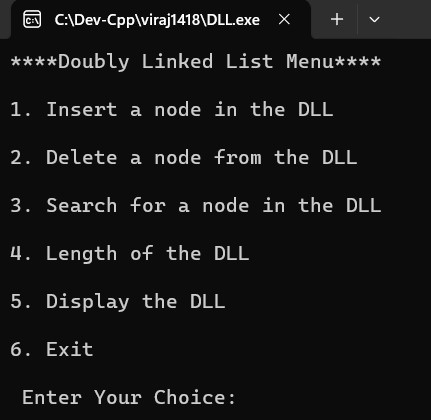 C:\Dev-Cpp\viraj1418\DLL.exe
****Doubly Linked List Menu****
1. Insert a node in the DLL
2. Delete a node from the DLL
3. Search for a node in the DLL
4. Length of the DLL
5. Display the DLL
6. Exit
Enter Your Choice: